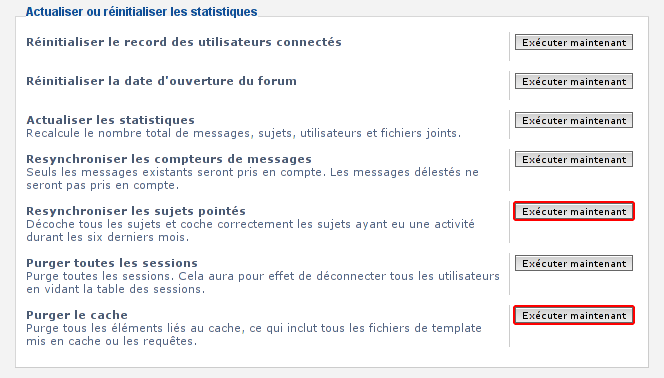 Actualiser ou réinitialiser les statistiques
Réinitialiser le record des utilisateurs connectés
Exécuter maintenant
Réinitialiser la date d'ouverture du forum
Exécuter maintenant
Actualiser les statistiques
Exécuter maintenant
Recalcule le nombre total de messages, sujets, utilisateurs et fichiers joints.
Resynchroniser les compteurs de messages
Exécuter maintenant
Seuls les messages existants seront pris en compte. Les messages délestés ne
seront pas pris en compte.
Resynchroniser les sujets pointés
Exécuter maintenant
Décoche tous les sujets et coche correctement les sujets ayant eu une activité
durant les six derniers mois.
Purger toutes les sessions
Exécuter maintenant
Purge toutes les sessions. Cela aura pour effet de déconnecter tous les utilisateurs
en vidant la table des sessions.
Purger le cache
Exécuter maintenant
Purge tous les éléments liés au cache, ce qui inclut tous les fichiers de template
mis en cache ou les requêtes.